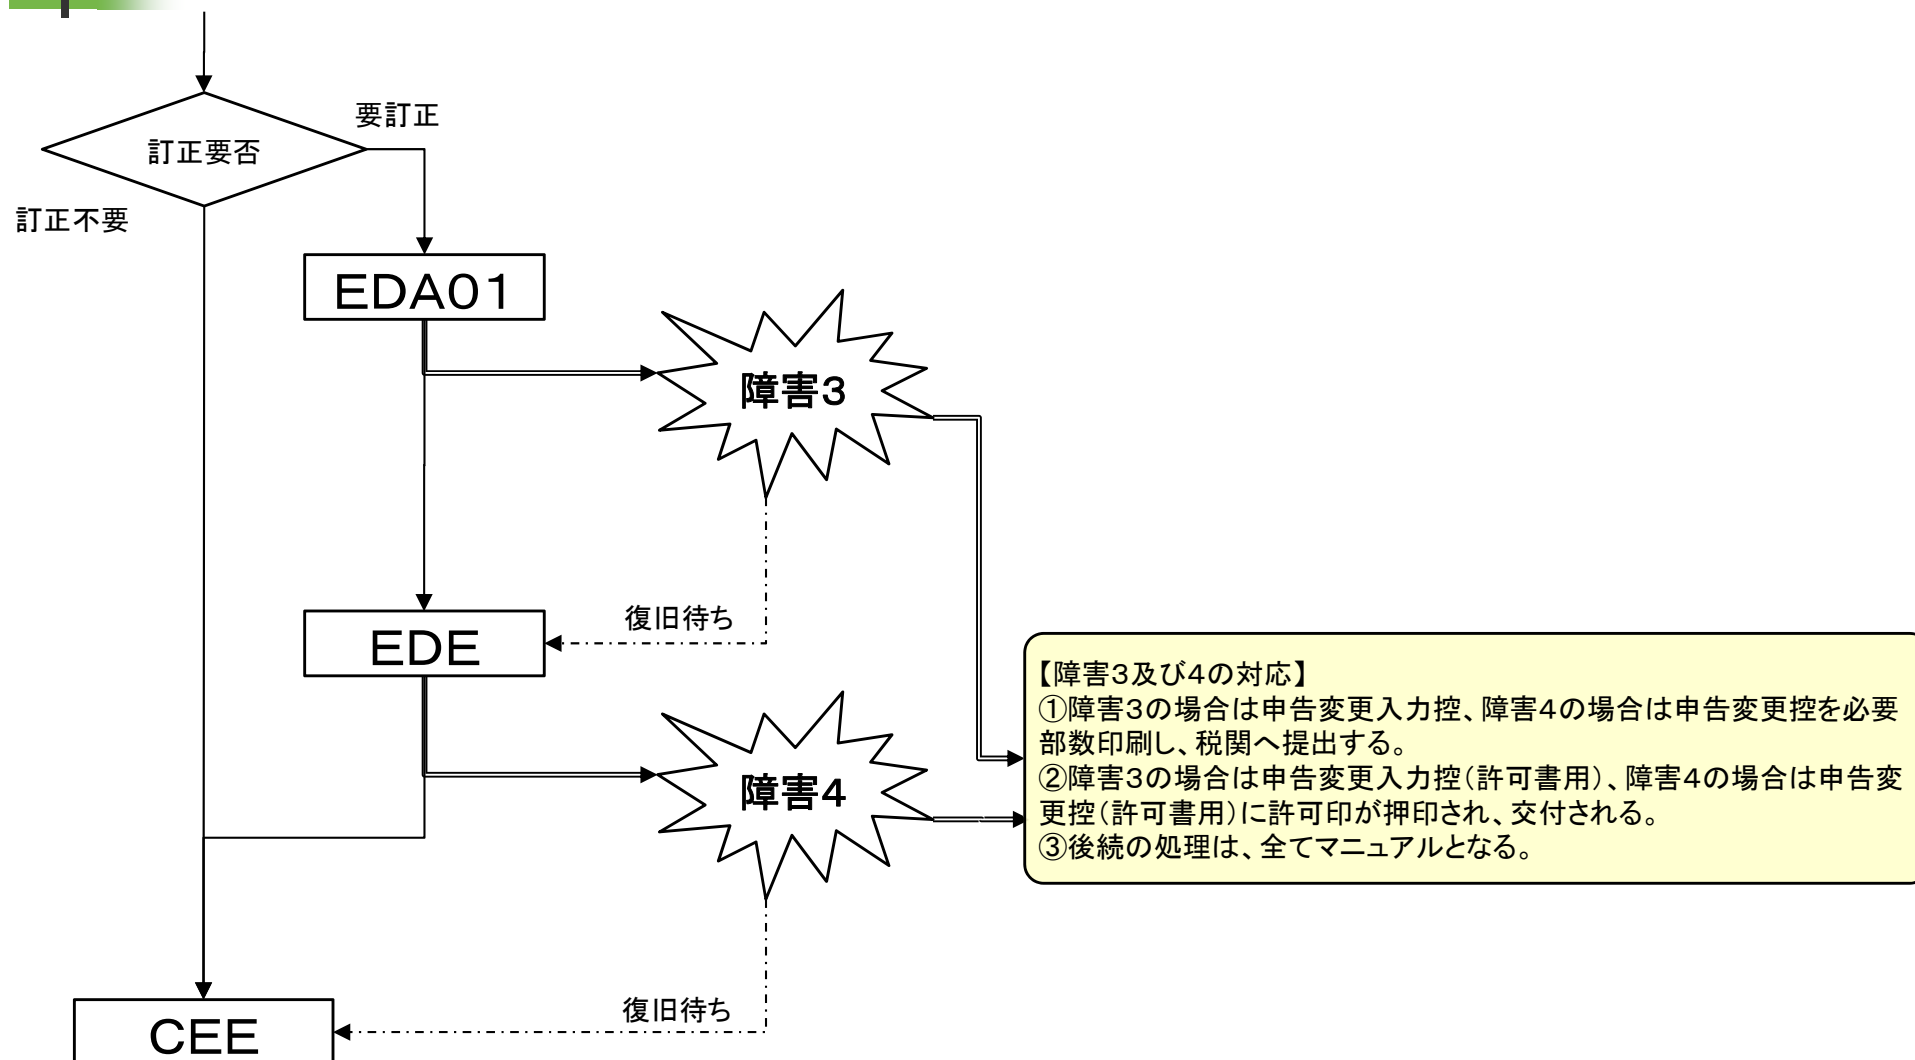 要訂正
訂正要否
訂正不要
EDA01
障害3
復旧待ち
EDE
【障害3及び4の対応】
①障害3の場合は申告変更入力控、障害4の場合は申告変更控を必要
部数印刷し、税関へ提出する。
②障害3の場合は申告変更入力控(許可書用)、障害4の場合は申告変
更控(許可書用)に許可印が押印され、交付される。
③後続の処理は、全てマニュアルとなる。
障害4
復旧待ち
CEE